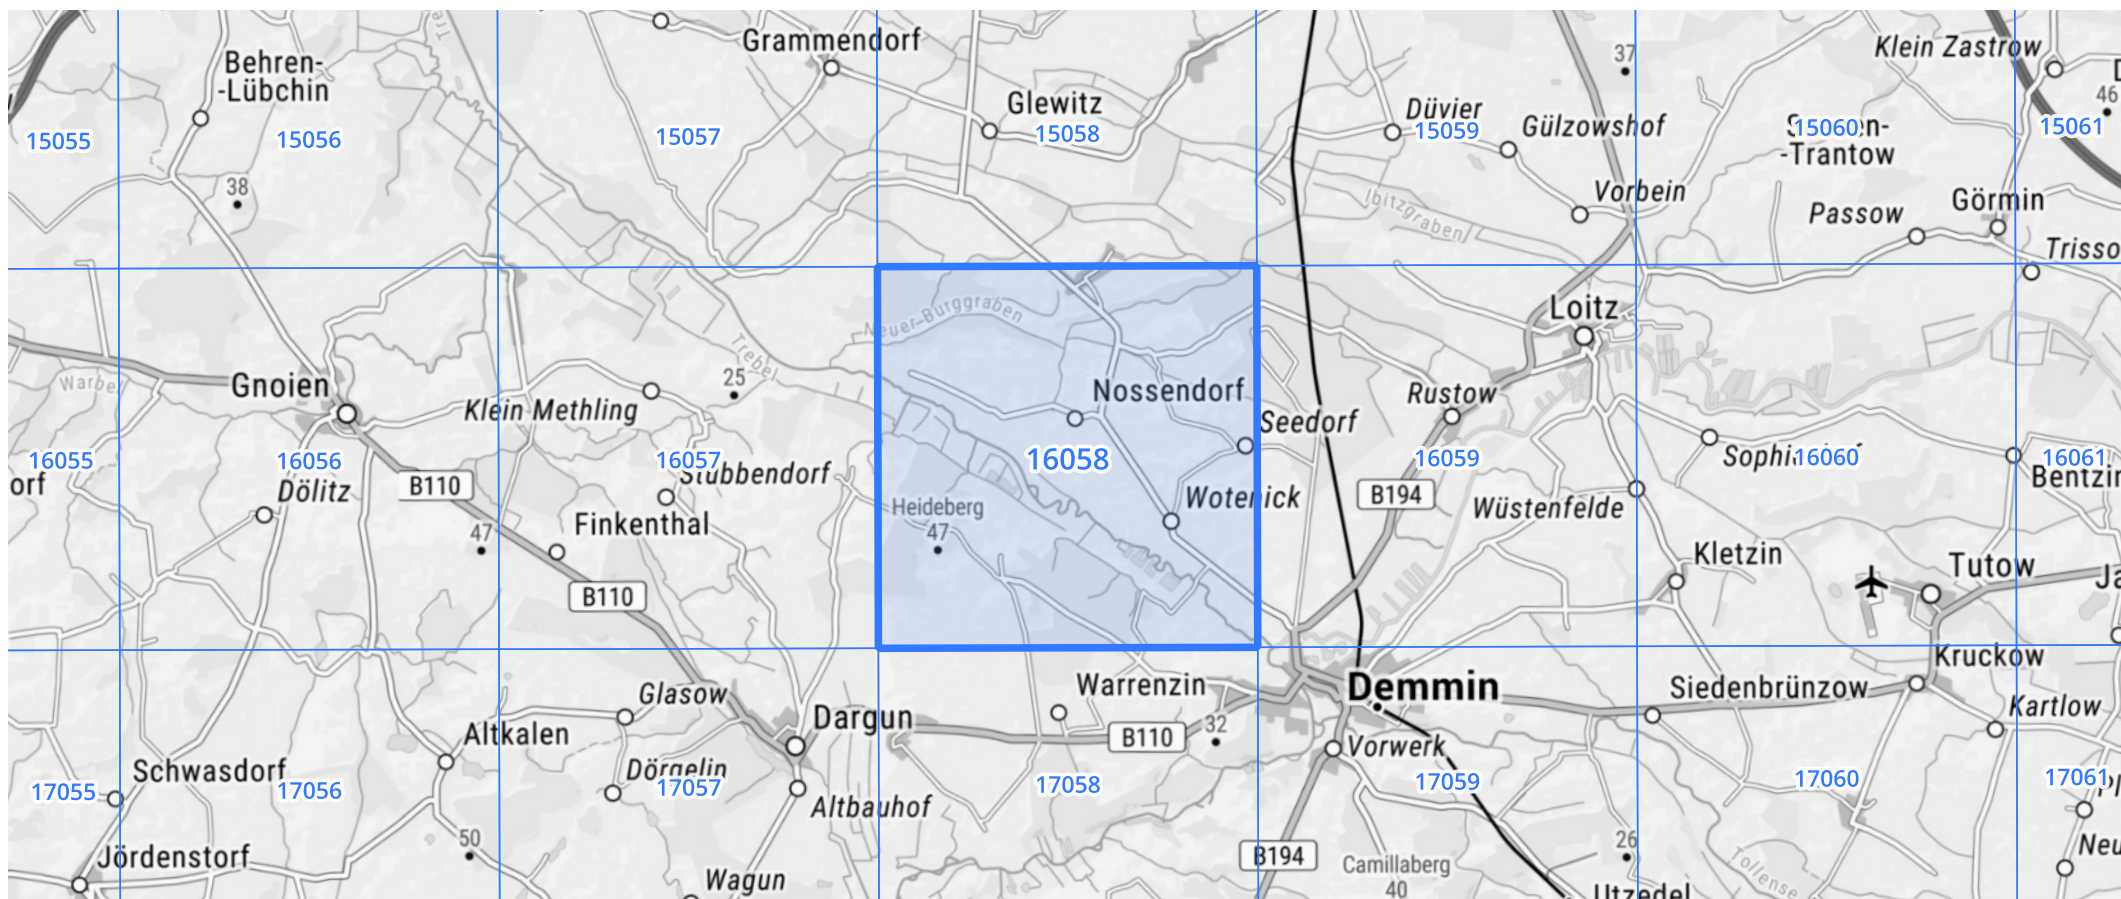 Grammendorf
Behren-
-Lübchin
15055
15056
15057
38
Glewitz
15058
Düvier
15059
Gülzowshof
37
Klein Zastrow
46
15060
-Trantow
15061
Vorbein
Ibitzgraben
Passow
Görmin
Trisso
Neuer Burggraben
Trebel
25
Loitz
Warbel
Gnoien
Klein Methling
Nossendorf
Rustow
Seedorf
16055
orf
16056
Dölitz
B110
16057
Stubbendorf
16058
16059
16060
16061
Bentzin
Heideberg
47
Wotenick
B194
Wüstenfelde
47
Finkenthal
B110
Kletzin
Tutow
Kruckow
Glasow
Altkalen
Dargun
Warrenzin
B110
32
Demmin
Siedenbrünzow
Kartlow
Vorwerk
17055
Schwasdorf
17056
Dörgelin
17057
Altbauhof
17058
17059
17060
17061
50
Jördenstorf
Wagun
B194
Camillaberg
40
26
Tollense
Utzedel
Neu